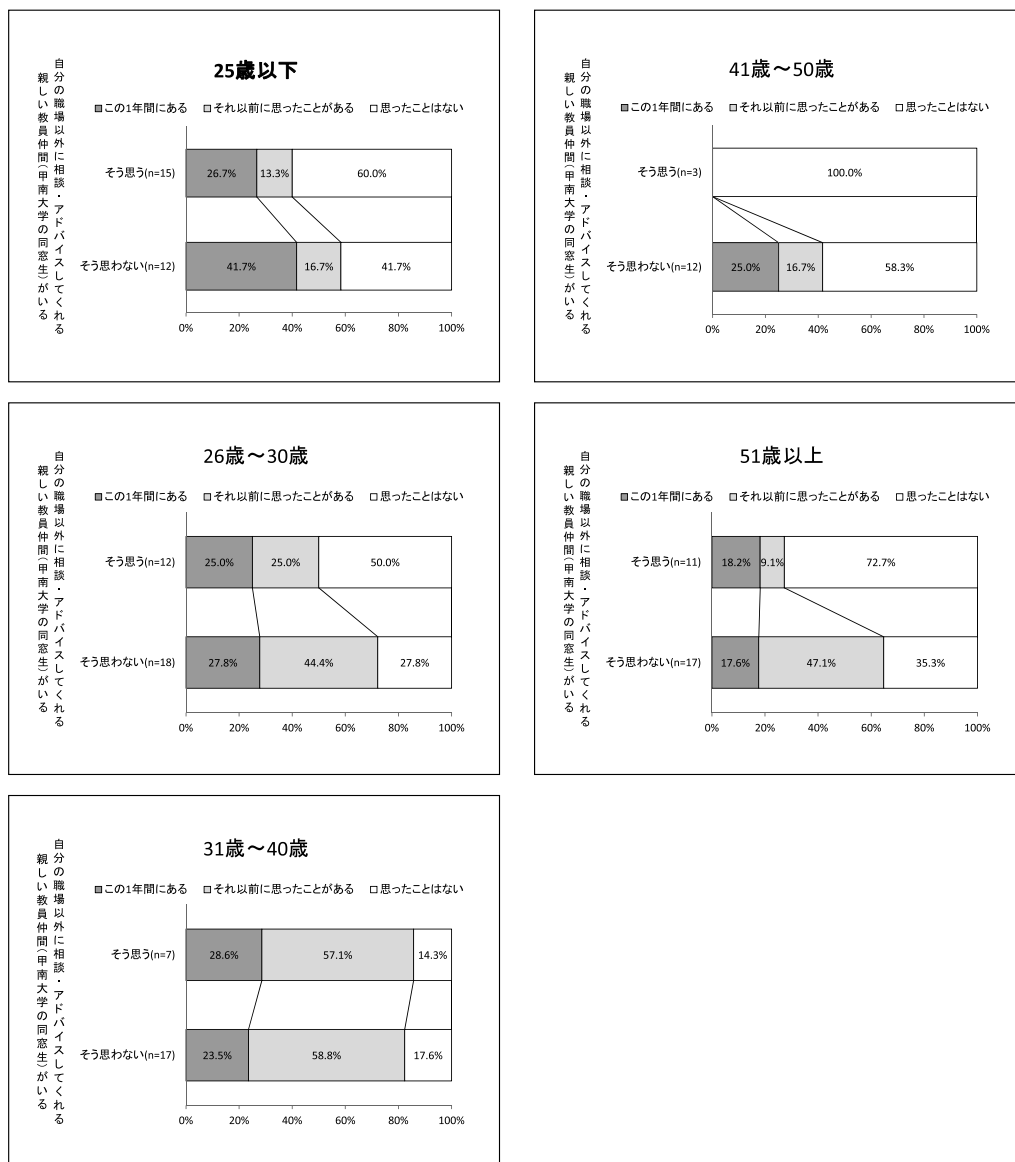 25歳以下
■この1年間にある □それ以前に思ったことがある □思ったことはない
自分の職場以外に相談・アドバイスしてくれる
親しい教員仲間(甲南大学の同窓生)がいる
そう思う(n=15)
26.7% 13.3% 60.0%
そう思わない(n=12)
41.7% 16.7% 41.7%
0% 20% 40% 60% 80% 100%
41歳～50歳
■この1年間にある □それ以前に思ったことがある □思ったことはない
自分の職場以外に相談・アドバイスしてくれる
親しい教員仲間(甲南大学の同窓生)がいる
そう思う(n=3)
100.0%
そう思わない(n=12)
25.0% 16.7% 58.3%
0% 20% 40% 60% 80% 100%
26歳～30歳
■この1年間にある □それ以前に思ったことがある □思ったことはない
自分の職場以外に相談・アドバイスしてくれる
親しい教員仲間(甲南大学の同窓生)がいる
そう思う(n=12)
25.0% 25.0% 50.0%
そう思わない(n=18)
27.8% 44.4% 27.8%
0% 20% 40% 60% 80% 100%
51歳以上
■この1年間にある □それ以前に思ったことがある □思ったことはない
自分の職場以外に相談・アドバイスしてくれる
親しい教員仲間(甲南大学の同窓生)がいる
そう思う(n=11)
18.2% 9.1% 72.7%
そう思わない(n=17)
17.6% 47.1% 35.3%
0% 20% 40% 60% 80% 100%
31歳～40歳
■この1年間にある □それ以前に思ったことがある □思ったことはない
自分の職場以外に相談・アドバイスしてくれる
親しい教員仲間(甲南大学の同窓生)がいる
そう思う(n=7)
28.6% 57.1% 14.3%
そう思わない(n=17)
23.5% 58.8% 17.6%
0% 20% 40% 60% 80% 100%